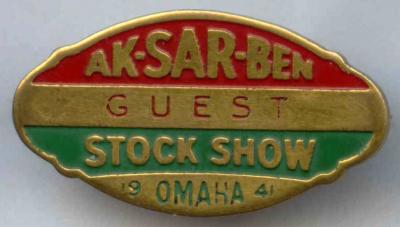 AK-SAR-BEN
GUEST
STOCK SHOW
19 OMAHA 41